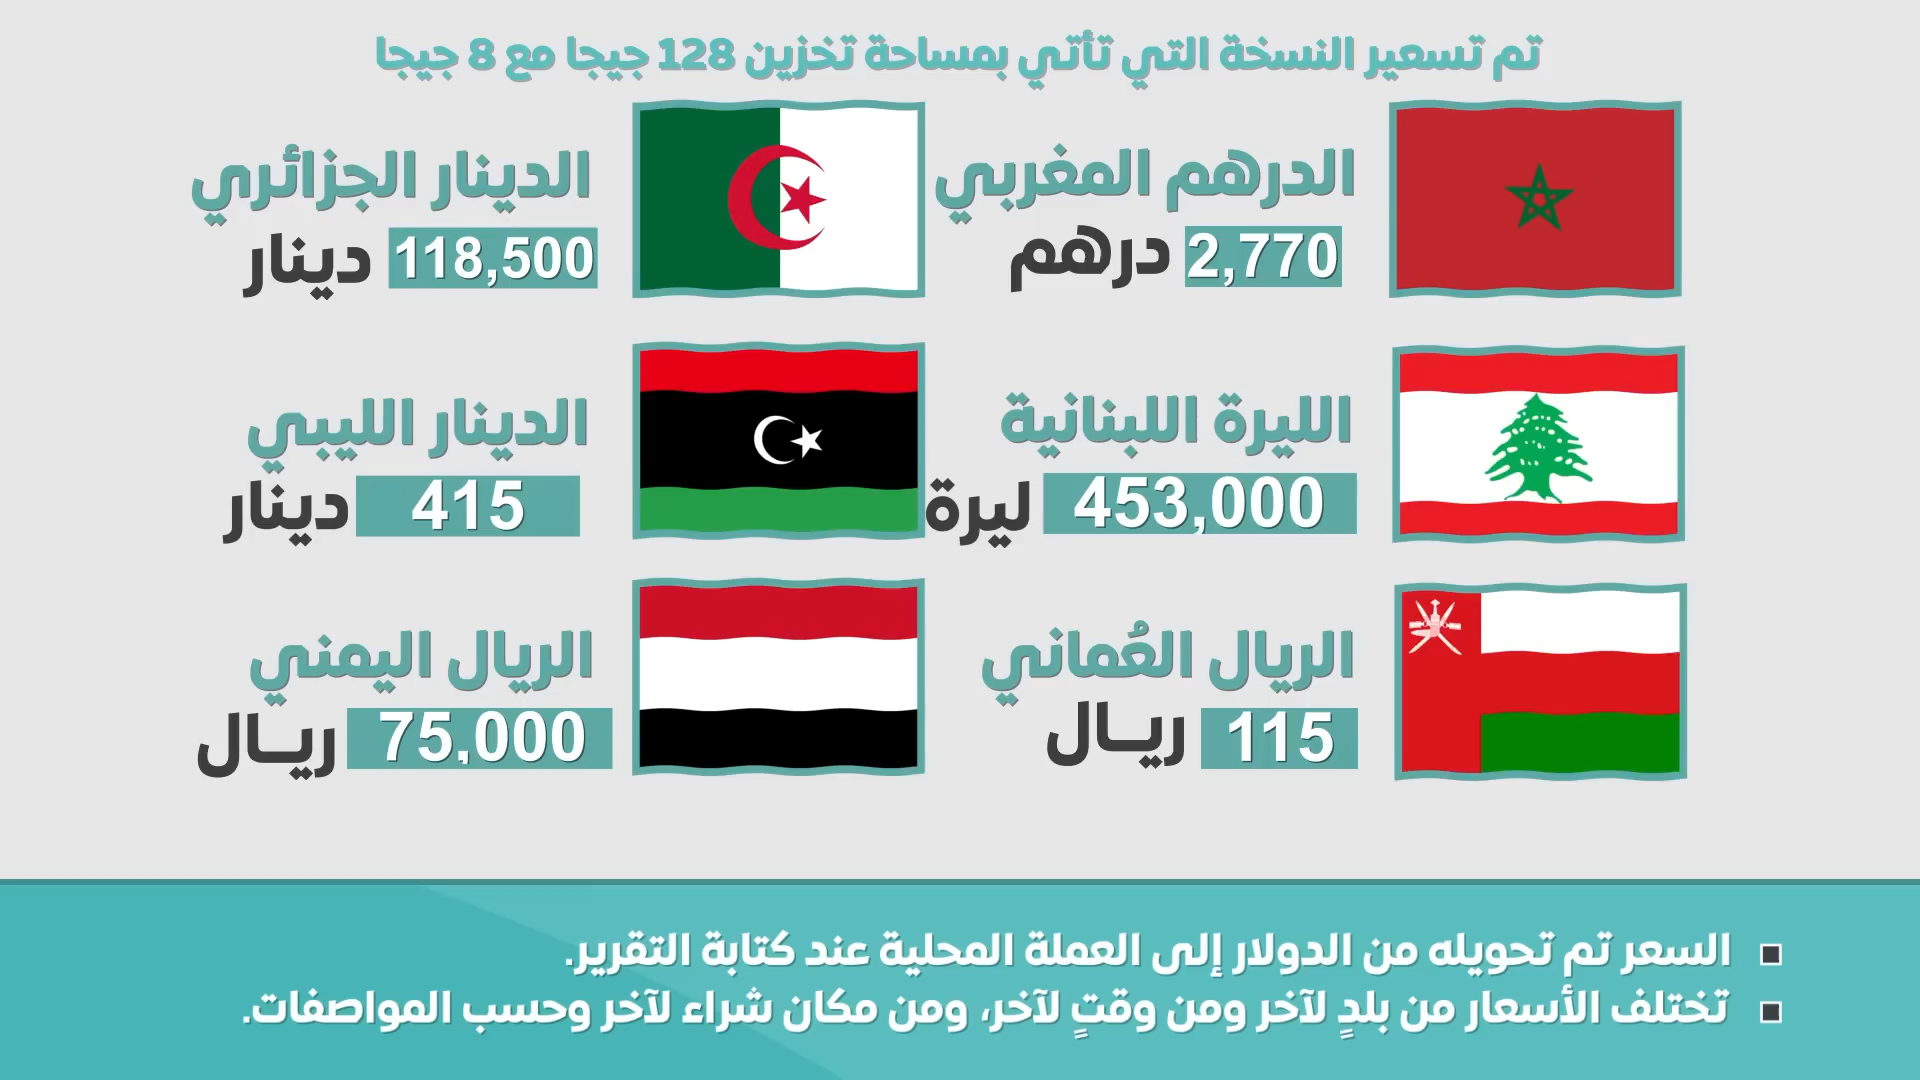 تم تسعير النسخة التي تأتي بمساحة تخزين 128 جيجا مع 8 جيجا
الدرهم المغربي
2,770 درهم
الدينار الجزائري
118,500 دينار
الليرة اللبنانية
453,000 ليرة
الدينار الليبي
415 دينار
الريال العُماني
115 ريـال
الريال اليمني
75,000 ريـال
السعر تم تحويله من الدولار إلى العملة المحلية عند كتابة التقرير.
تختلف الأسعار من بلدٍ لآخر ومن وقتٍ لآخر، ومن مكان شراء لآخر وحسب المواصفات.